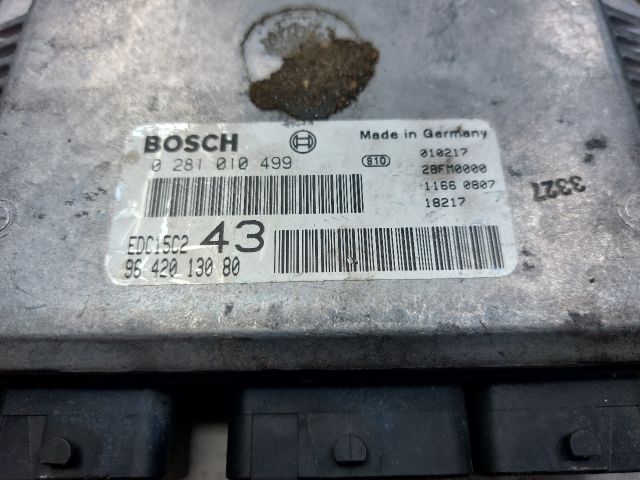 BOSCH
Made in Germany
0 281 010 499
810
010217
28FM0000
1166 0807
18217
3327
EDC15C2 43
96 420 130 80